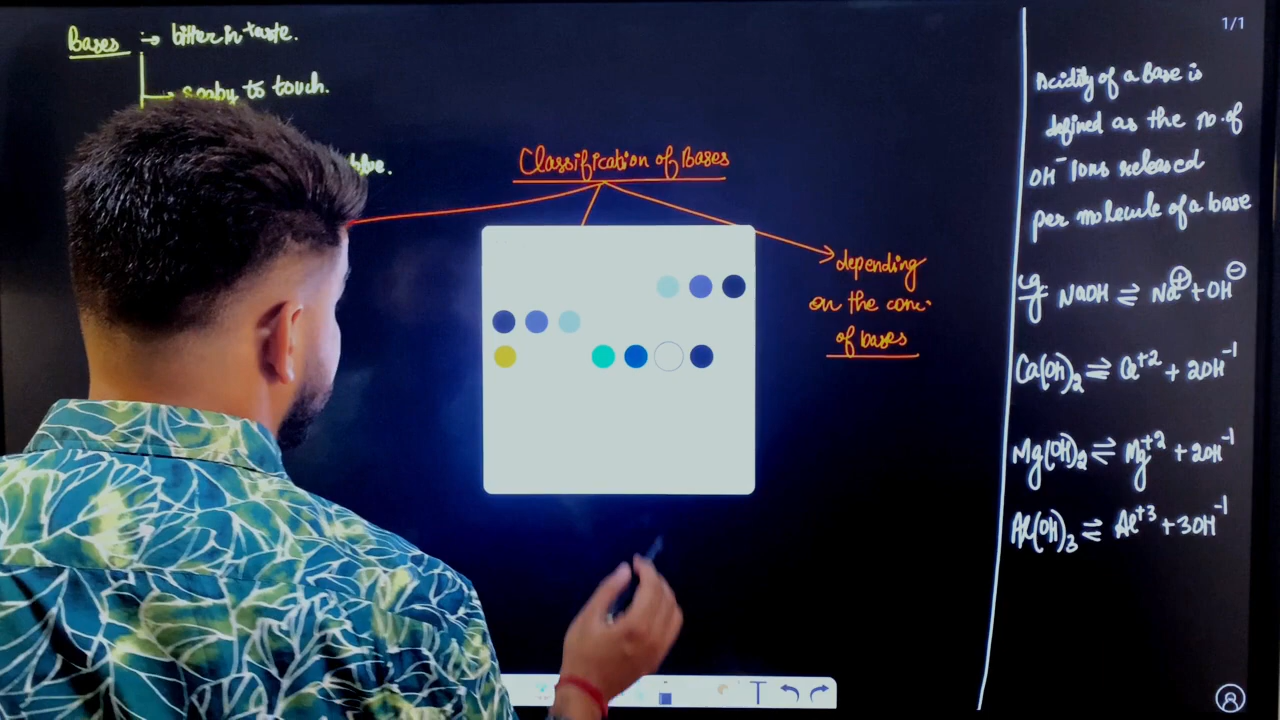 Bases → bitter in taste.
→ soapy to touch.
blue.
Classification of Bases
depending
on the conc.
of bases
1/1
Acidity of a Base is
defined as the no. of
OH⁻ Ions released
per molecule of a base
eg NaOH ⇌ Na⊕ + OH⊖
Ca(OH)₂ ⇌ Ca⁺² + 2OH⁻¹
Mg(OH)₂ ⇌ Mg⁺² + 2OH⁻¹
Al(OH)₃ ⇌ Al⁺³ + 3OH⁻¹
T